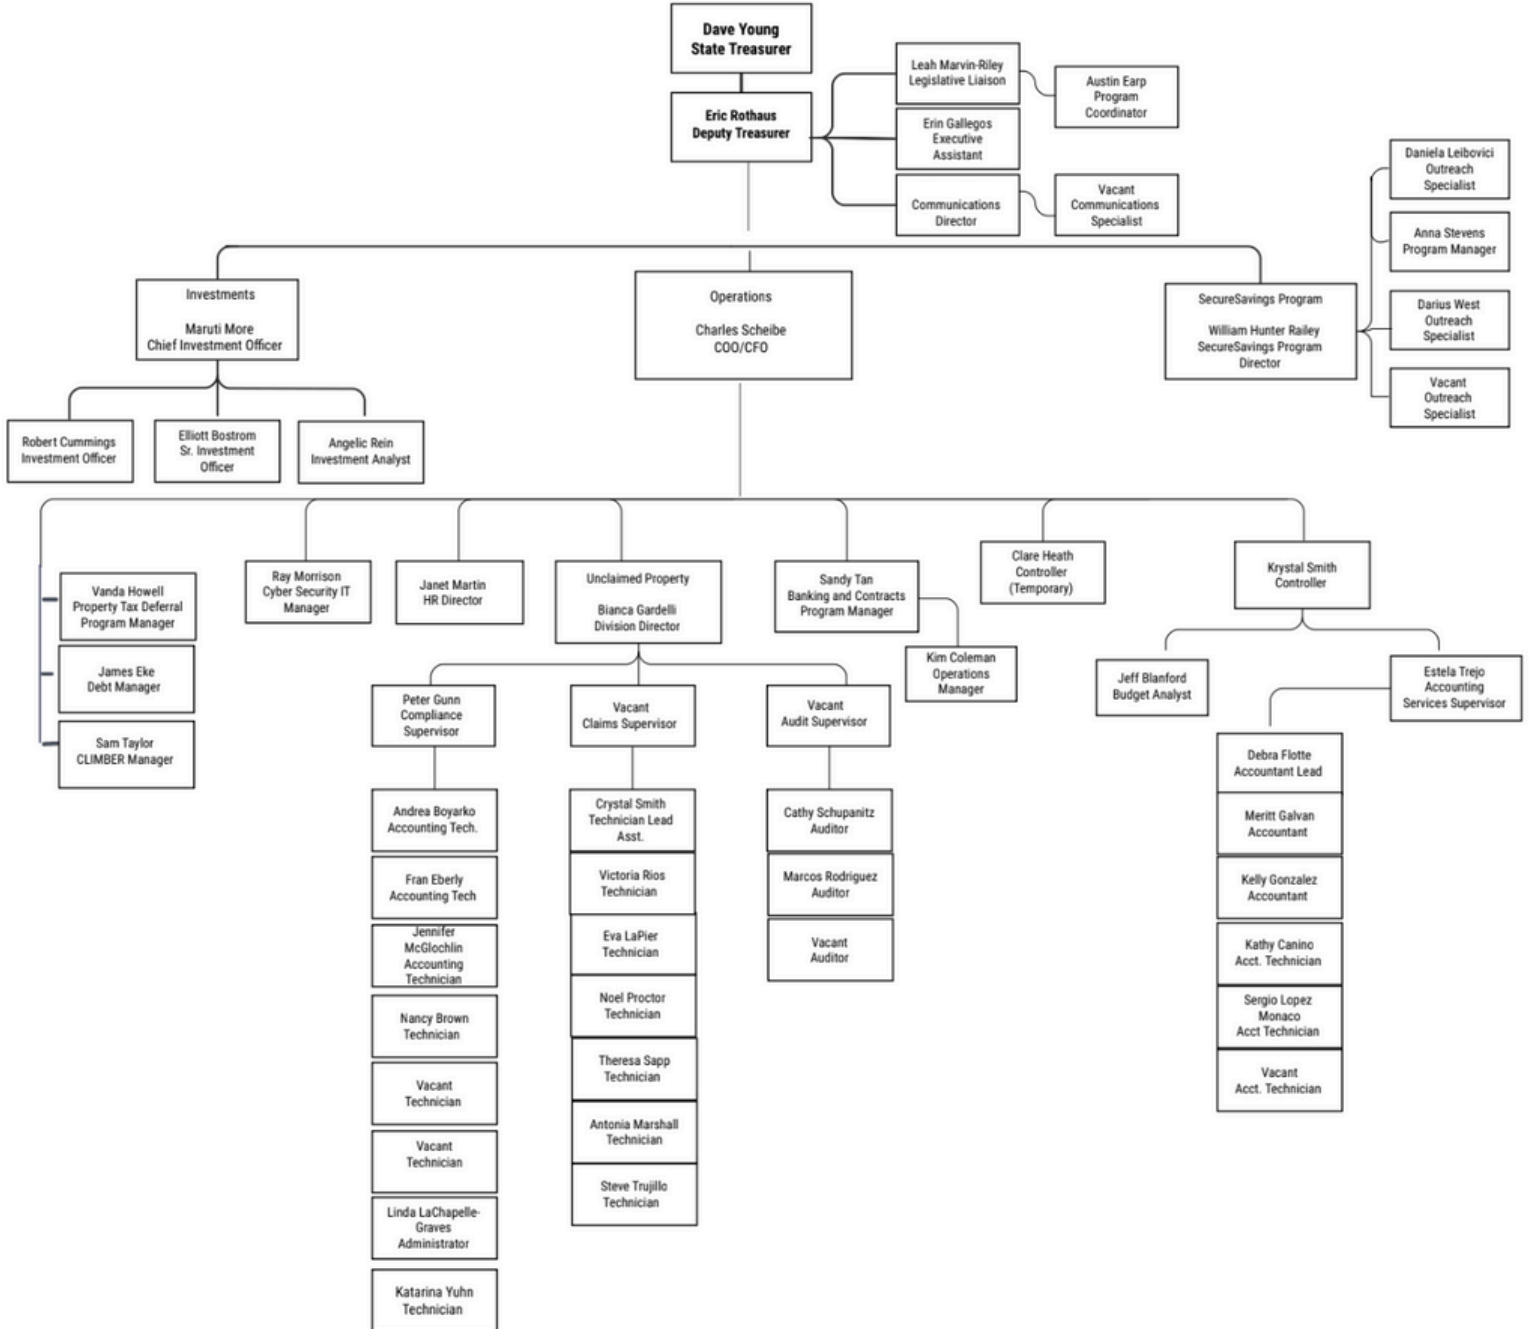 Dave Young
State Treasurer
Eric Rothaus
Deputy Treasurer
Leah Marvin-Riley
Legislative Liaison
Austin Earp
Program
Coordinator
Erin Gallegos
Executive
Assistant
Communications
Director
Vacant
Communications
Specialist
Daniela Leibovici
Outreach
Specialist
Anna Stevens
Program Manager
Darius West
Outreach
Specialist
Vacant
Outreach
Specialist
Investments
Maruti More
Chief Investment Officer
Operations
Charles Scheibe
COO/CFO
SecureSavings Program
William Hunter Railey
SecureSavings Program
Director
Robert Cummings
Investment Officer
Elliott Bostrom
Sr. Investment
Officer
Angelic Rein
Investment Analyst
Vanda Howell
Property Tax Deferral
Program Manager
James Eke
Debt Manager
Sam Taylor
CLIMBER Manager
Ray Morrison
Cyber Security IT
Manager
Janet Martin
HR Director
Unclaimed Property
Bianca Gardelli
Division Director
Sandy Tan
Banking and Contracts
Program Manager
Kim Coleman
Operations
Manager
Clare Heath
Controller
(Temporary)
Krystal Smith
Controller
Jeff Blanford
Budget Analyst
Estela Trejo
Accounting
Services Supervisor
Peter Gunn
Compliance
Supervisor
Vacant
Claims Supervisor
Vacant
Audit Supervisor
Andrea Boyarko
Accounting Tech.
Fran Eberly
Accounting Tech
Jennifer
McGlochlin
Accounting
Technician
Nancy Brown
Technician
Vacant
Technician
Vacant
Technician
Linda LaChapelle-
Graves
Administrator
Katarina Yuhn
Technician
Crystal Smith
Technician Lead
Asst.
Victoria Rios
Technician
Eva LaPier
Technician
Noel Proctor
Technician
Theresa Sapp
Technician
Antonia Marshall
Technician
Steve Trujillo
Technician
Cathy Schupanitz
Auditor
Marcos Rodriguez
Auditor
Vacant
Auditor
Debra Flotte
Accountant Lead
Meritt Galvan
Accountant
Kelly Gonzalez
Accountant
Kathy Canino
Acct. Technician
Sergio Lopez
Monaco
Acct Technician
Vacant
Acct. Technician